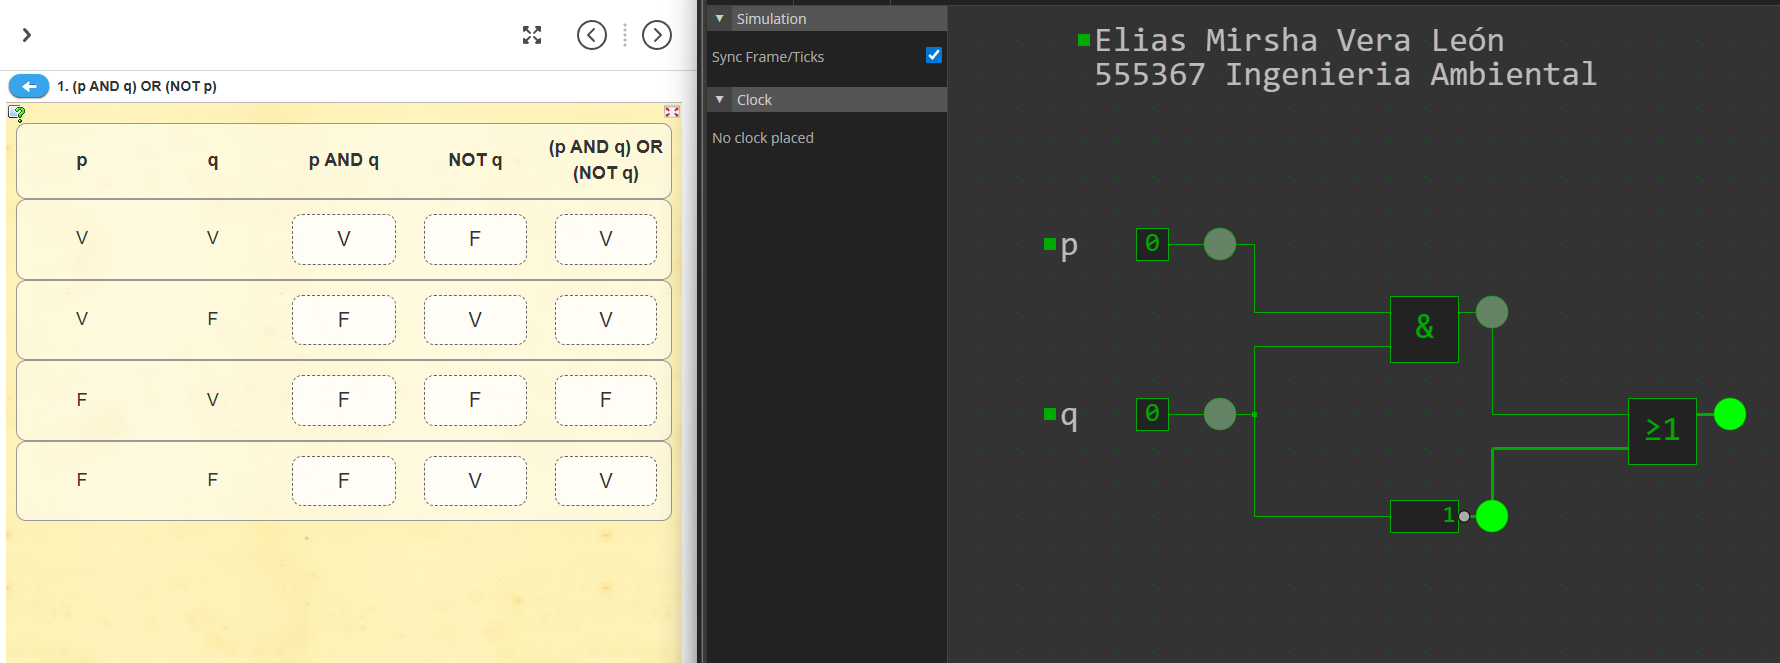 1. (p AND q) OR (NOT p)
p q p AND q NOT q (p AND q) OR (NOT q)
V V V F V
V F F V V
F V F F F
F F F V V
▼ Simulation
Sync Frame/Ticks
▼ Clock
No clock placed
Elias Mirsha Vera León
555367 Ingenieria Ambiental
p 0
&
q 0
≥1
1